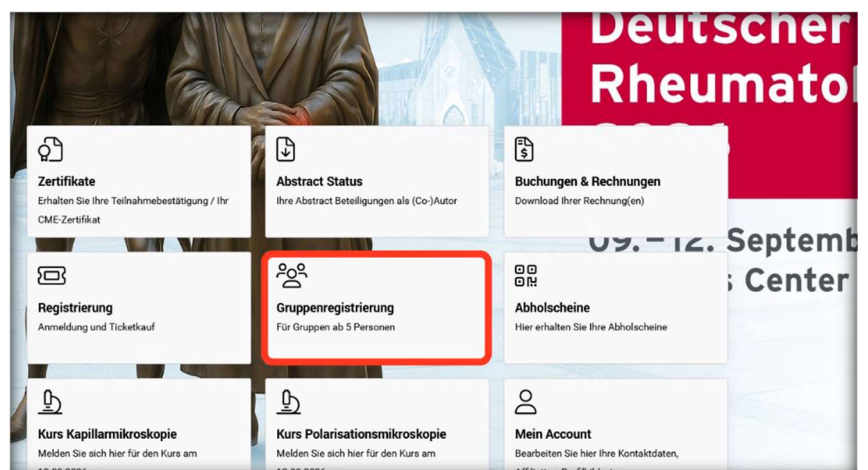 Deutscher
Zertifikate
Erhalten Sie Ihre Teilnahmebestätigung / Ihr
CME-Zertifikat
Abstract Status
Ihre Abstract Beteiligungen als (Co-)Autor
Buchungen & Rechnungen
Download Ihrer Rechnung(en)
09.–12.
Center
Registrierung
Anmeldung und Ticketkauf
Gruppenregistrierung
Für Gruppen ab 5 Personen
Abholscheine
Hier erhalten Sie Ihre Abholscheine
Kurs Kapillarmikroskopie
Melden Sie sich hier für den Kurs am
Kurs Polarisationsmikroskopie
Melden Sie sich hier für den Kurs am
Mein Account
Bearbeiten Sie hier Ihre Kontaktdaten,